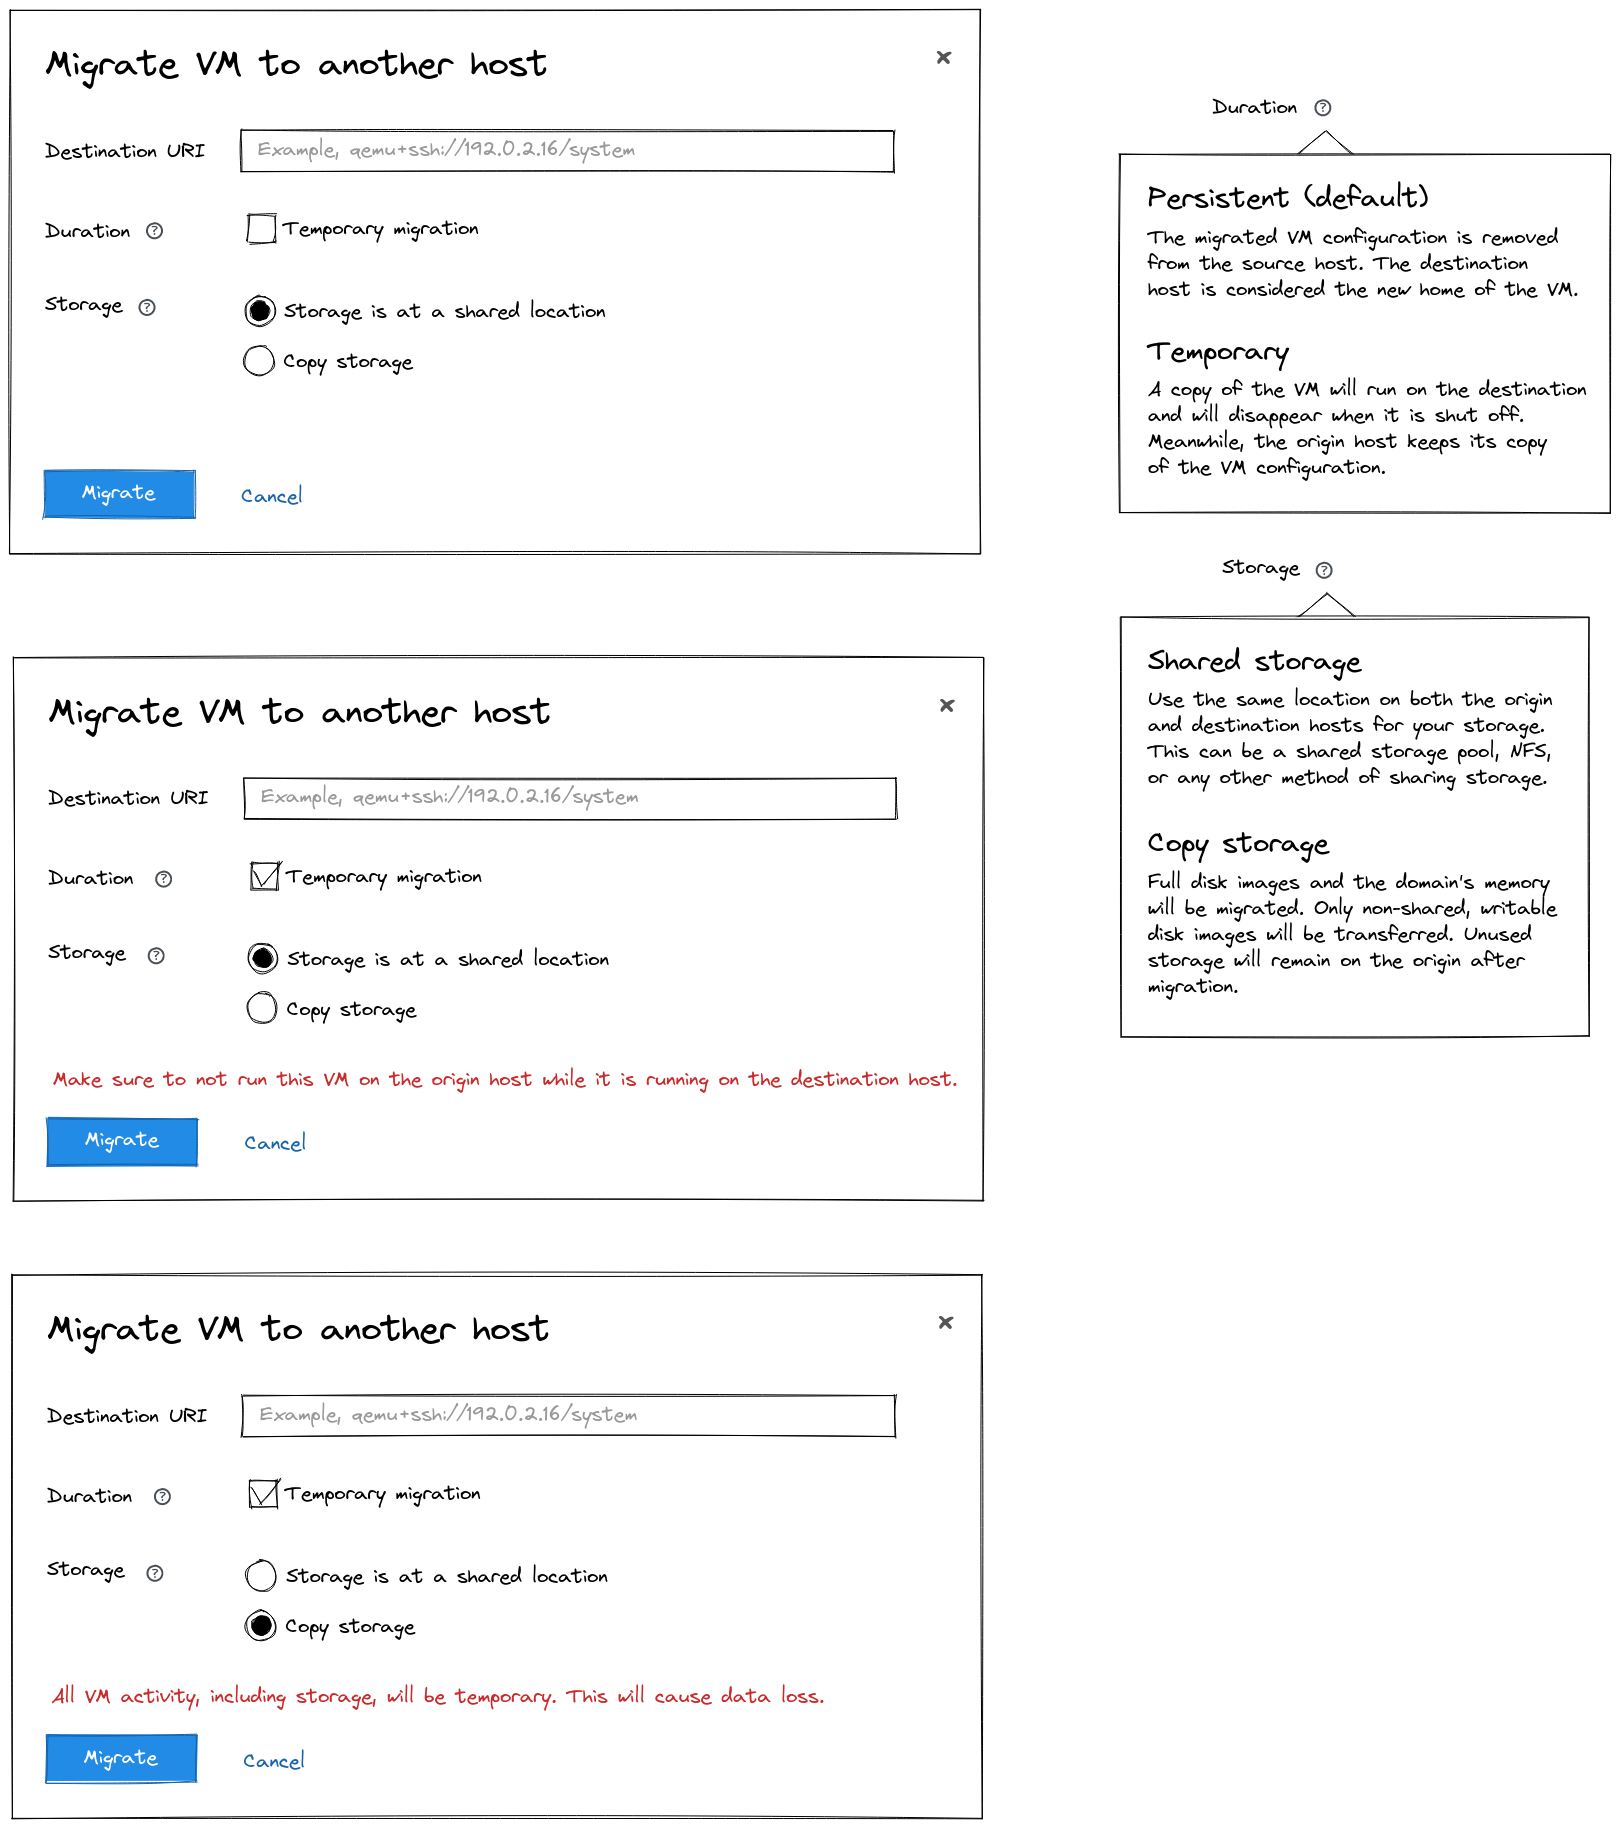 Migrate VM to another host
Destination URI
Example, qemu+ssh://192.0.2.16/system
Duration ?
Temporary migration
Storage ?
Storage is at a shared location
Copy storage
Migrate
Cancel
Duration ?
Persistent (default)
The migrated VM configuration is removed
from the source host. The destination
host is considered the new home of the VM.
Temporary
A copy of the VM will run on the destination
and will disappear when it is shut off.
Meanwhile, the origin host keeps its copy
of the VM configuration.
Storage ?
Shared storage
Use the same location on both the origin
and destination hosts for your storage.
This can be a shared storage pool, NFS,
or any other method of sharing storage.
Copy storage
Full disk images and the domain's memory
will be migrated. Only non-shared, writable
disk images will be transferred. Unused
storage will remain on the origin after
migration.
Migrate VM to another host
Destination URI
Example, qemu+ssh://192.0.2.16/system
Duration ?
Temporary migration
Storage ?
Storage is at a shared location
Copy storage
Make sure to not run this VM on the origin host while it is running on the destination host.
Migrate
Cancel
Migrate VM to another host
Destination URI
Example, qemu+ssh://192.0.2.16/system
Duration ?
Temporary migration
Storage ?
Storage is at a shared location
Copy storage
All VM activity, including storage, will be temporary. This will cause data loss.
Migrate
Cancel